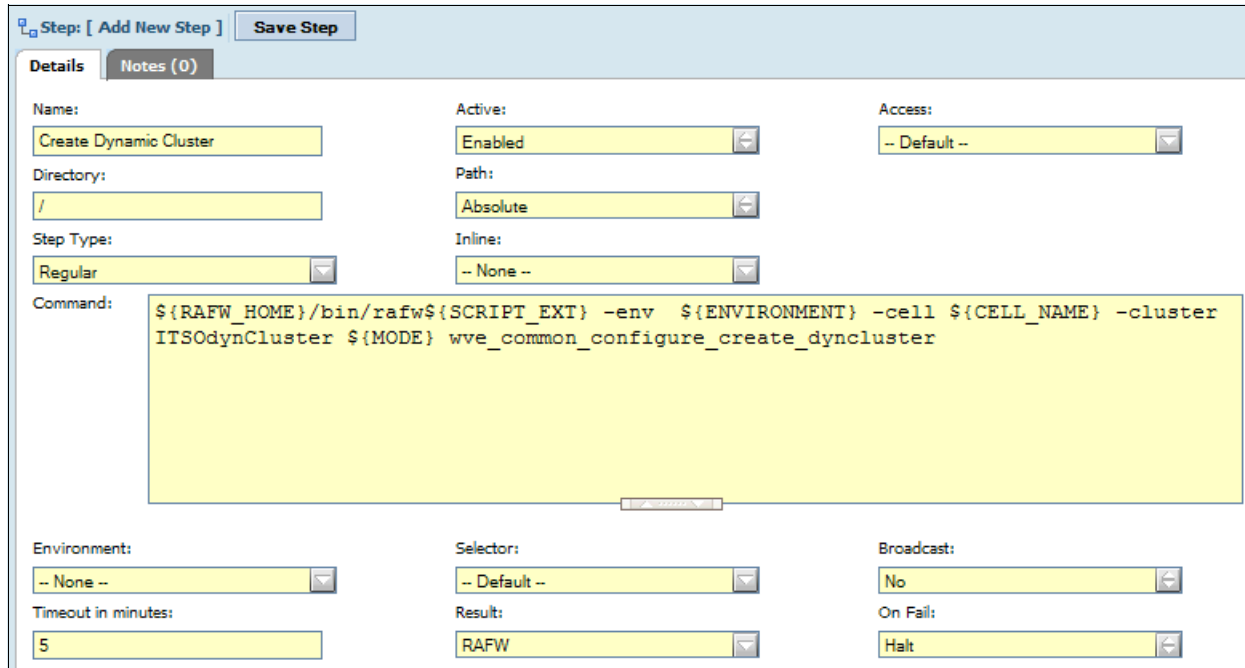 Step: [ Add New Step ] Save Step
Details Notes (0)
Name: Active: Access:
Create Dynamic Cluster Enabled -- Default --
Directory: Path:
/ Absolute
Step Type: Inline:
Regular -- None --
Command: ${RAFW_HOME}/bin/rafw${SCRIPT_EXT} -env ${ENVIRONMENT} -cell ${CELL_NAME} -cluster
ITSOdynCluster ${MODE} wve_common_configure_create_dyncluster
Environment: Selector: Broadcast:
-- None -- -- Default -- No
Timeout in minutes: Result: On Fail:
5 RAFW Halt